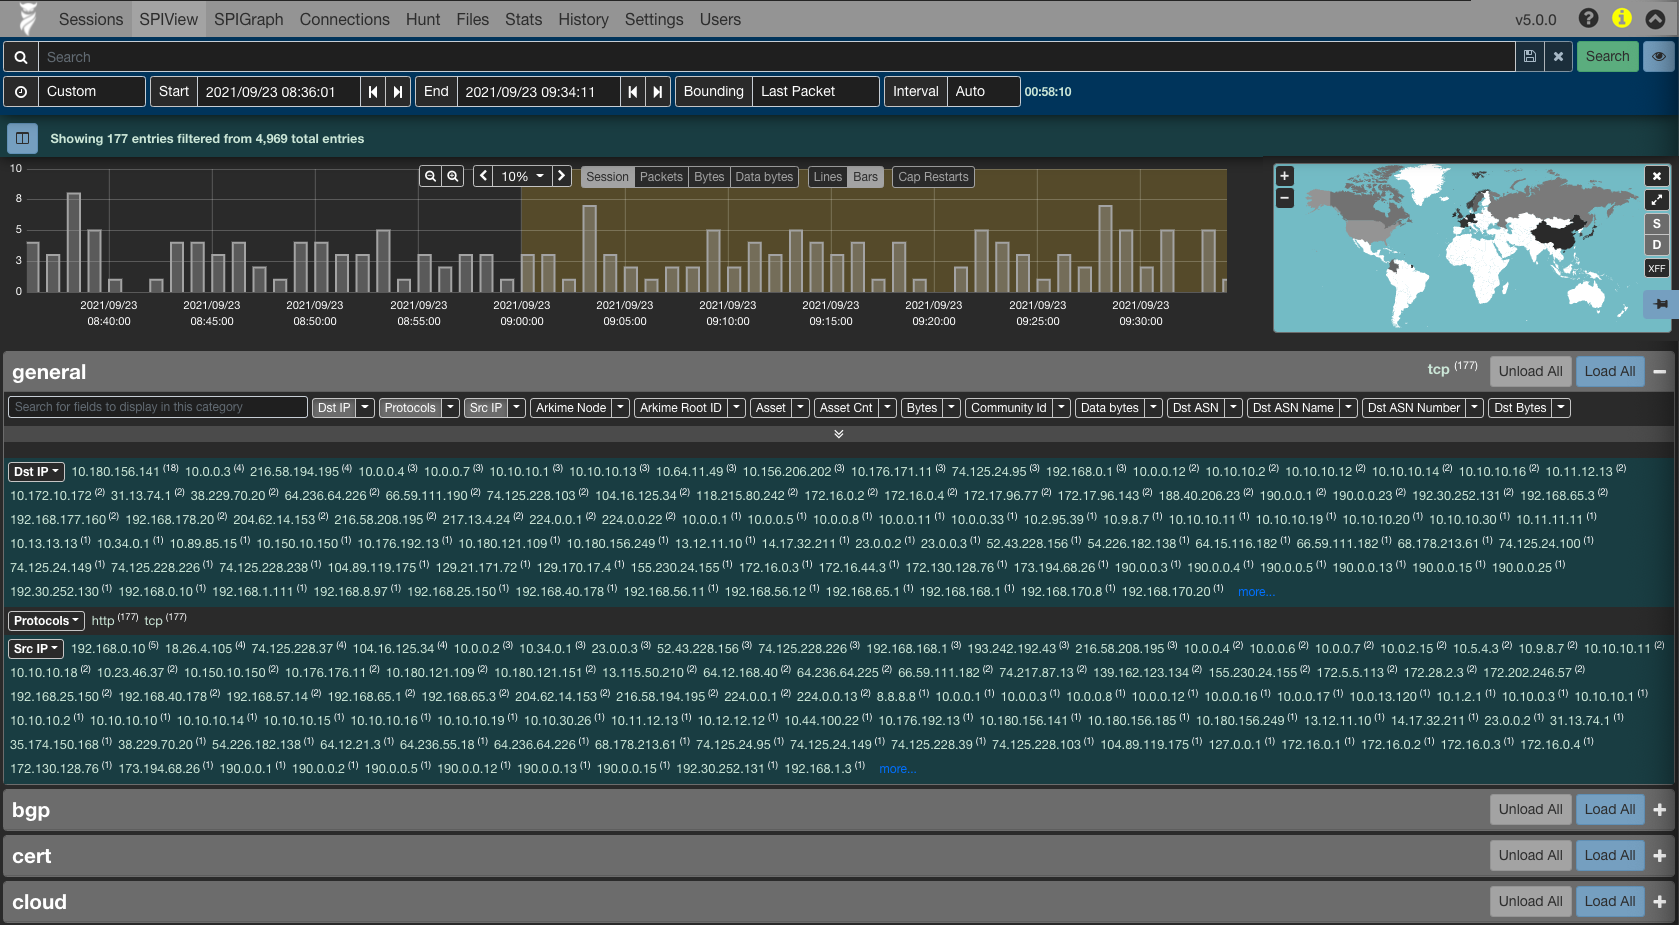 Sessions SPIView SPIGraph Connections Hunt Files Stats History Settings Users v5.0.0
Search Search
Custom Start 2021/09/23 08:36:01 End 2021/09/23 09:34:11 Bounding Last Packet Interval Auto 00:58:10
Showing 177 entries filtered from 4,969 total entries
10% Session Packets Bytes Data bytes Lines Bars Cap Restarts
10
8
5
3
0
2021/09/23 2021/09/23 2021/09/23 2021/09/23 2021/09/23 2021/09/23 2021/09/23 2021/09/23 2021/09/23 2021/09/23 2021/09/23
08:40:00 08:45:00 08:50:00 08:55:00 09:00:00 09:05:00 09:10:00 09:15:00 09:20:00 09:25:00 09:30:00
S
D
XFF
general tcp (177) Unload All Load All
Search for fields to display in this category Dst IP Protocols Src IP Arkime Node Arkime Root ID Asset Asset Cnt Bytes Community Id Data bytes Dst ASN Dst ASN Name Dst ASN Number Dst Bytes
Dst IP 10.180.156.141 (18) 10.0.0.3 (4) 216.58.194.195 (4) 10.0.0.4 (3) 10.0.0.7 (3) 10.10.10.1 (3) 10.10.10.13 (3) 10.64.11.49 (3) 10.156.206.202 (3) 10.176.171.11 (3) 74.125.24.95 (3) 192.168.0.1 (3) 10.0.0.12 (2) 10.10.10.2 (2) 10.10.10.12 (2) 10.10.10.14 (2) 10.10.10.16 (2) 10.11.12.13 (2)
10.172.10.172 (2) 31.13.74.1 (2) 38.229.70.20 (2) 64.236.64.226 (2) 66.59.111.190 (2) 74.125.228.103 (2) 104.16.125.34 (2) 118.215.80.242 (2) 172.16.0.2 (2) 172.16.0.4 (2) 172.17.96.77 (2) 172.17.96.143 (2) 188.40.206.23 (2) 190.0.0.1 (2) 190.0.0.23 (2) 192.30.252.131 (2) 192.168.65.3 (2)
192.168.177.160 (2) 192.168.178.20 (2) 204.62.14.153 (2) 216.58.208.195 (2) 217.13.4.24 (2) 224.0.0.1 (2) 224.0.0.22 (2) 10.0.0.1 (1) 10.0.0.5 (1) 10.0.0.8 (1) 10.0.0.11 (1) 10.0.0.33 (1) 10.2.95.39 (1) 10.9.8.7 (1) 10.10.10.11 (1) 10.10.10.19 (1) 10.10.10.20 (1) 10.10.10.30 (1) 10.11.11.11 (1)
10.13.13.13 (1) 10.34.0.1 (1) 10.89.85.15 (1) 10.150.10.150 (1) 10.176.192.13 (1) 10.180.121.109 (1) 10.180.156.249 (1) 13.12.11.10 (1) 14.17.32.211 (1) 23.0.0.2 (1) 23.0.0.3 (1) 52.43.228.156 (1) 54.226.182.138 (1) 64.15.116.182 (1) 66.59.111.182 (1) 68.178.213.61 (1) 74.125.24.100 (1)
74.125.24.149 (1) 74.125.228.226 (1) 74.125.228.238 (1) 104.89.119.175 (1) 129.21.171.72 (1) 129.170.17.4 (1) 155.230.24.155 (1) 172.16.0.3 (1) 172.16.44.3 (1) 172.130.128.76 (1) 173.194.68.26 (1) 190.0.0.3 (1) 190.0.0.4 (1) 190.0.0.5 (1) 190.0.0.13 (1) 190.0.0.15 (1) 190.0.0.25 (1)
192.30.252.130 (1) 192.168.0.10 (1) 192.168.1.111 (1) 192.168.8.97 (1) 192.168.25.150 (1) 192.168.40.178 (1) 192.168.56.11 (1) 192.168.56.12 (1) 192.168.65.1 (1) 192.168.168.1 (1) 192.168.170.8 (1) 192.168.170.20 (1) more...
Protocols http (177) tcp (177)
Src IP 192.168.0.10 (5) 18.26.4.105 (4) 74.125.228.37 (4) 104.16.125.34 (4) 10.0.0.2 (3) 10.34.0.1 (3) 23.0.0.3 (3) 52.43.228.156 (3) 74.125.228.226 (3) 192.168.168.1 (3) 193.242.192.43 (3) 216.58.208.195 (3) 10.0.0.4 (2) 10.0.0.6 (2) 10.0.0.7 (2) 10.0.2.15 (2) 10.5.4.3 (2) 10.9.8.7 (2) 10.10.10.11 (2)
10.10.10.18 (2) 10.23.46.37 (2) 10.150.10.150 (2) 10.176.176.11 (2) 10.180.121.109 (2) 10.180.121.151 (2) 13.115.50.210 (2) 64.12.168.40 (2) 64.236.64.225 (2) 66.59.111.182 (2) 74.217.87.13 (2) 139.162.123.134 (2) 155.230.24.155 (2) 172.5.5.113 (2) 172.28.2.3 (2) 172.202.246.57 (2)
192.168.25.150 (2) 192.168.40.178 (2) 192.168.57.14 (2) 192.168.65.1 (2) 192.168.65.3 (2) 204.62.14.153 (2) 216.58.194.195 (2) 224.0.0.1 (2) 224.0.0.13 (2) 8.8.8.8 (1) 10.0.0.1 (1) 10.0.0.3 (1) 10.0.0.8 (1) 10.0.0.12 (1) 10.0.0.16 (1) 10.0.0.17 (1) 10.0.13.120 (1) 10.1.2.1 (1) 10.10.0.3 (1) 10.10.10.1 (1)
10.10.10.2 (1) 10.10.10.10 (1) 10.10.10.14 (1) 10.10.10.15 (1) 10.10.10.16 (1) 10.10.10.19 (1) 10.10.30.26 (1) 10.11.12.13 (1) 10.12.12.12 (1) 10.44.100.22 (1) 10.176.192.13 (1) 10.180.156.141 (1) 10.180.156.185 (1) 10.180.156.249 (1) 13.12.11.10 (1) 14.17.32.211 (1) 23.0.0.2 (1) 31.13.74.1 (1)
35.174.150.168 (1) 38.229.70.20 (1) 54.226.182.138 (1) 64.12.21.3 (1) 64.236.55.18 (1) 64.236.64.226 (1) 68.178.213.61 (1) 74.125.24.95 (1) 74.125.24.149 (1) 74.125.228.39 (1) 74.125.228.103 (1) 104.89.119.175 (1) 127.0.0.1 (1) 172.16.0.1 (1) 172.16.0.2 (1) 172.16.0.3 (1) 172.16.0.4 (1)
172.130.128.76 (1) 173.194.68.26 (1) 190.0.0.1 (1) 190.0.0.2 (1) 190.0.0.5 (1) 190.0.0.12 (1) 190.0.0.13 (1) 190.0.0.15 (1) 192.30.252.131 (1) 192.168.1.3 (1) more...
bgp Unload All Load All
cert Unload All Load All
cloud Unload All Load All